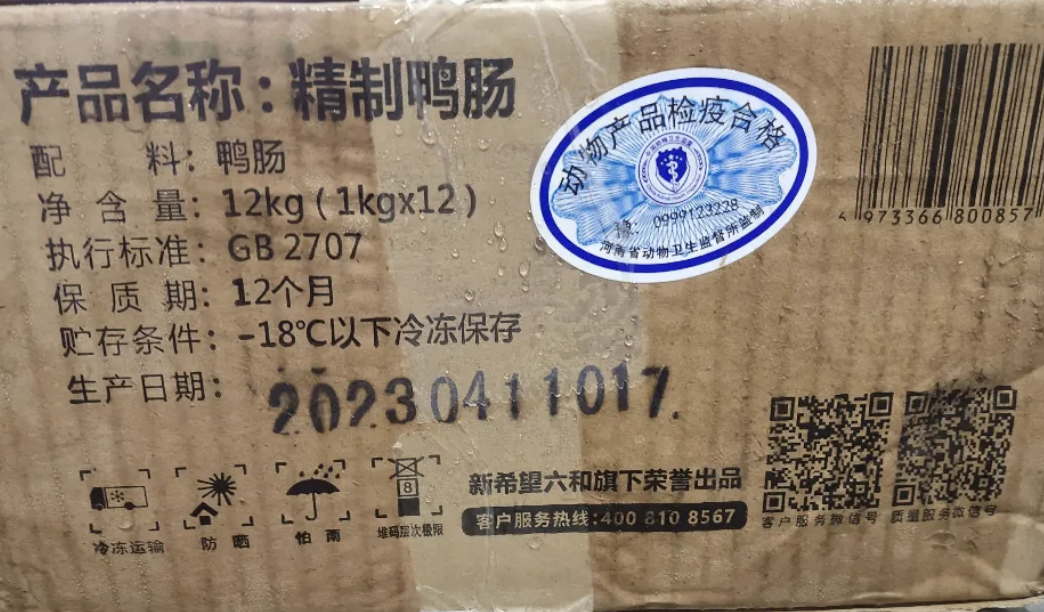 产品名称：精制鸭肠
配 料：鸭肠
净含量：12kg（1kgx12）
执行标准：GB 2707
保质期：12个月
贮存条件：-18℃以下冷冻保存
生产日期：
20230411017
动物产品检疫合格
0999123228
河南省动物卫生监督所监制
4 973366 800857
8
冷冻运输
防晒
怕雨
堆码层次极限
新希望六和旗下荣誉出品
客户服务热线:400 810 8567
客户服务微信号
质量服务微信号